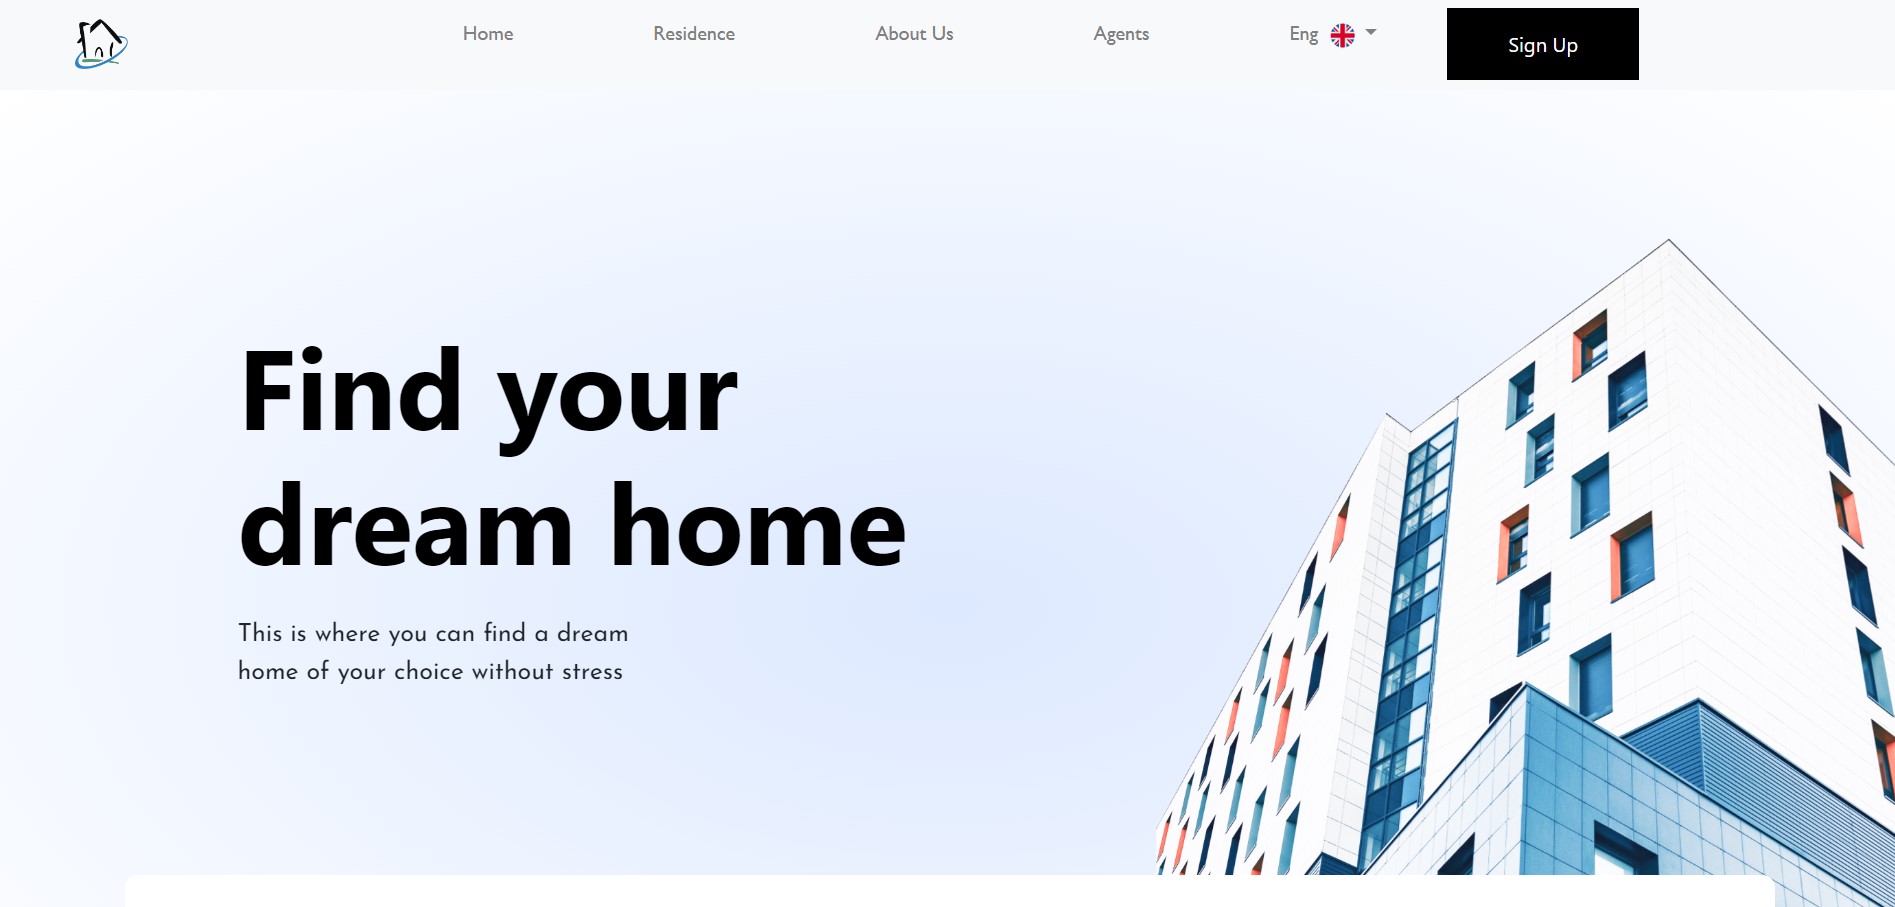 Home Residence About Us Agents Eng Sign Up
Find your
dream home
This is where you can find a dream
home of your choice without stress